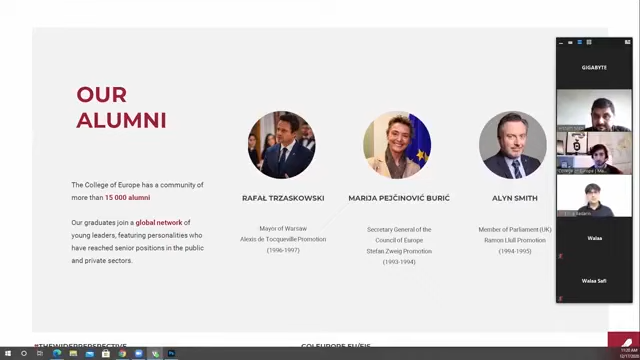 OUR
ALUMNI
The College of Europe has a community of
more than 15 000 alumni
Our graduates join a global network of
young leaders, featuring personalities who
have reached senior positions in the public
and private sectors.
RAFAŁ TRZASKOWSKI
Mayor of Warsaw
Alexis de Tocqueville Promotion
(1996-1997)
MARIJA PEJČINOVIĆ BURIĆ
Secretary General of the
Council of Europe
Stefan Zweig Promotion
(1993-1994)
ALYN SMITH
Member of Parliament (UK)
Ramon Llull Promotion
(1994-1995)
GIGABYTE
Walaa
Walaa Safi
#THEWIDERPERSPECTIVE
COLEUROPE.EU/EIS